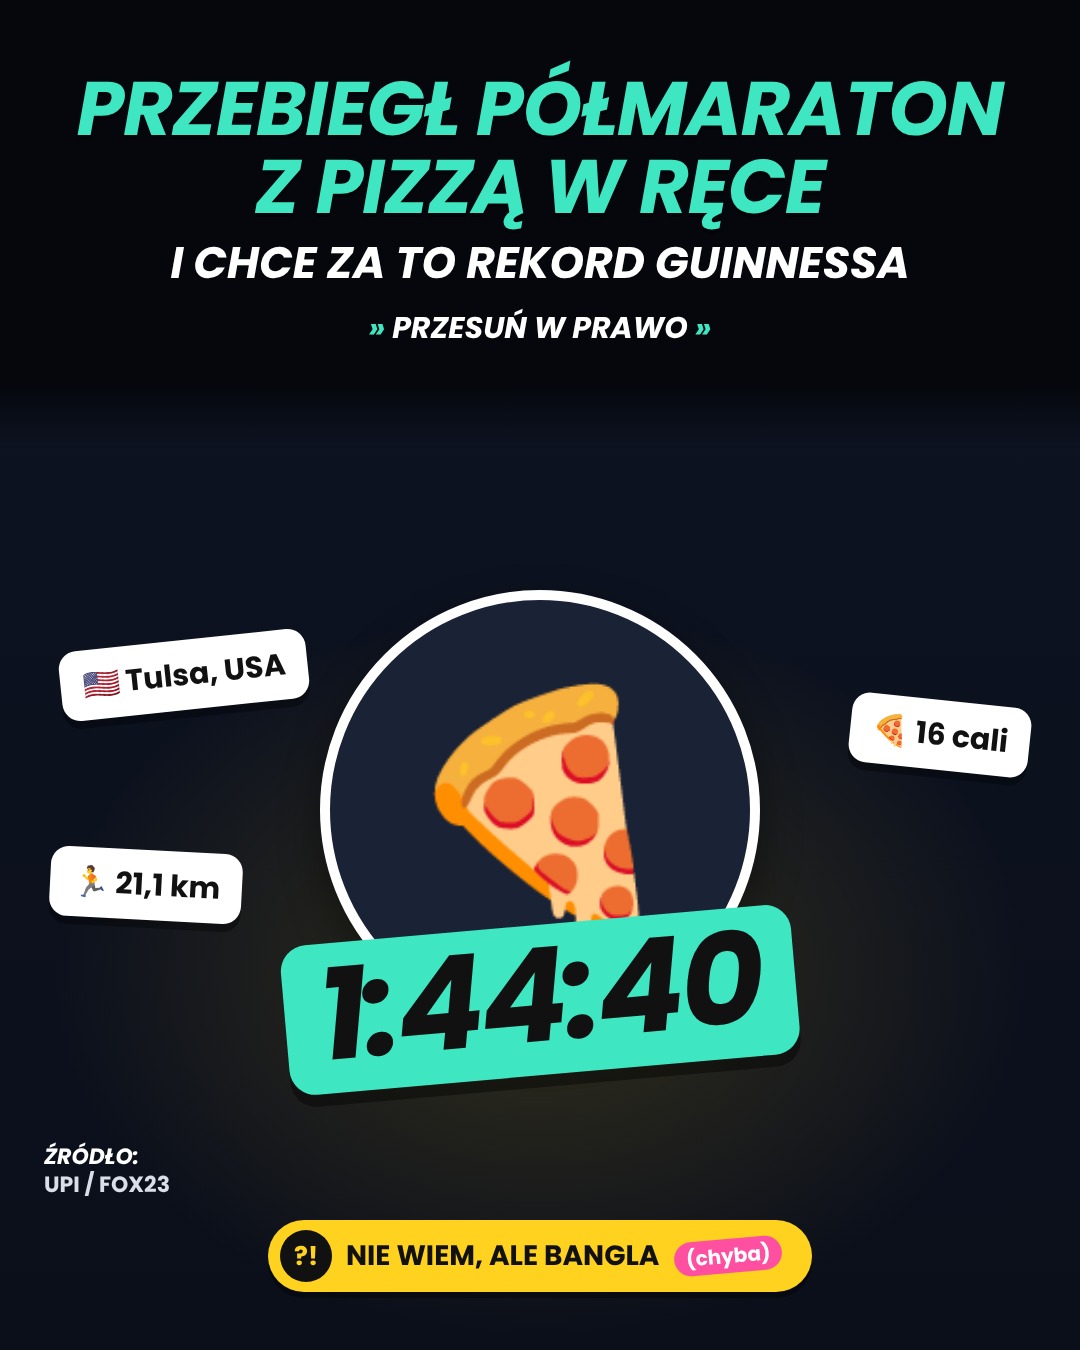 PRZEBIEGŁ PÓŁMARATON
Z PIZZĄ W RĘCE
I CHCE ZA TO REKORD GUINNESSA
» PRZESUŃ W PRAWO »
Tulsa, USA
16 cali
21,1 km
1:44:40
ŹRÓDŁO:
UPI / FOX23
?! NIE WIEM, ALE BANGLA (chyba)